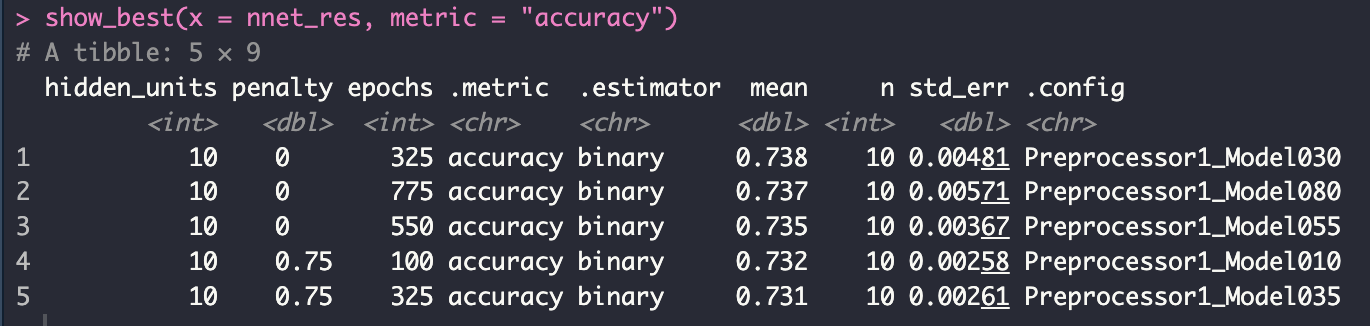 > show_best(x = nnet_res, metric = "accuracy")
# A tibble: 5 × 9
hidden_units penalty epochs .metric .estimator mean n std_err .config
<int> <dbl> <int> <chr> <chr> <dbl> <int> <dbl> <chr>
1 10 0 325 accuracy binary 0.738 10 0.00481 Preprocessor1_Model030
2 10 0 775 accuracy binary 0.737 10 0.00571 Preprocessor1_Model080
3 10 0 550 accuracy binary 0.735 10 0.00367 Preprocessor1_Model055
4 10 0.75 100 accuracy binary 0.732 10 0.00258 Preprocessor1_Model010
5 10 0.75 325 accuracy binary 0.731 10 0.00261 Preprocessor1_Model035